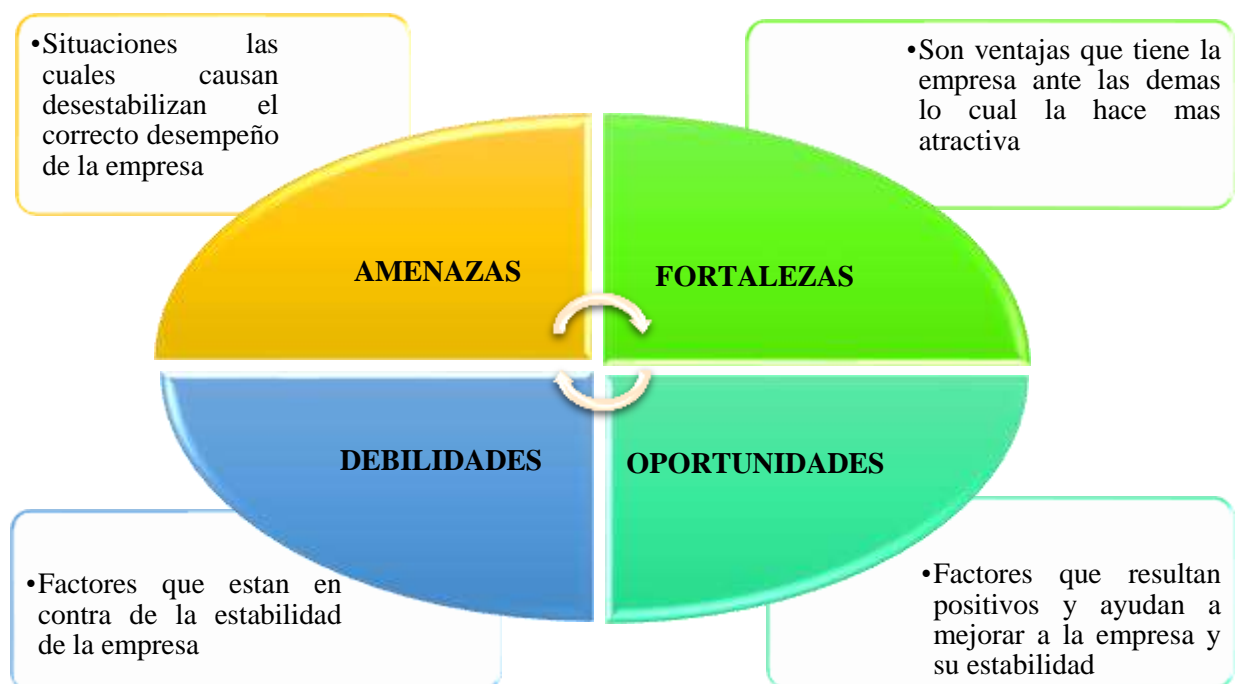 •Situaciones las
cuales causan
desestabilizan el
correcto desempeño
de la empresa
•Son ventajas que tiene la
empresa ante las demas
lo cual la hace mas
atractiva
AMENAZAS
FORTALEZAS
DEBILIDADES
OPORTUNIDADES
•Factores que estan en
contra de la estabilidad
de la empresa
•Factores que resultan
positivos y ayudan a
mejorar a la empresa y
su estabilidad